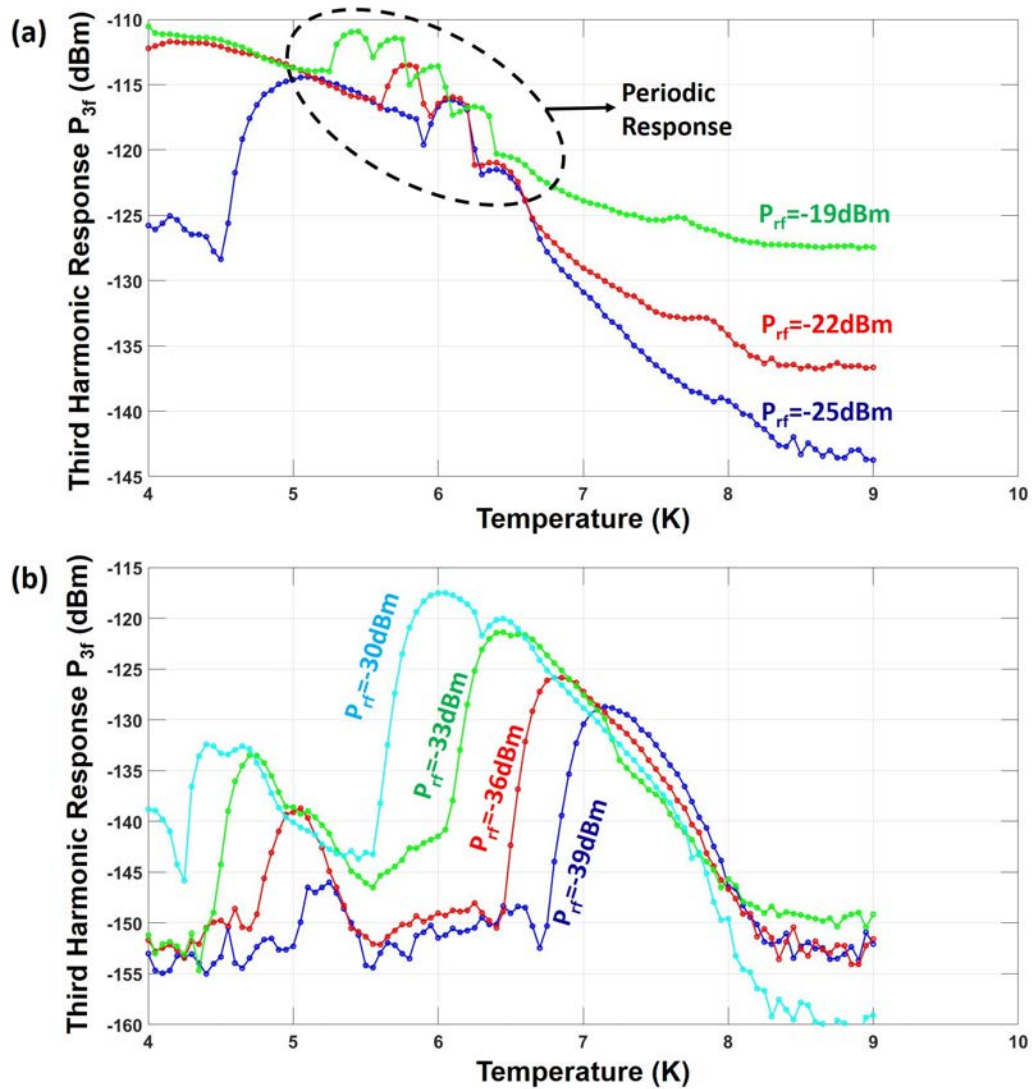 (a)
Third Harmonic Response P3f (dBm)
-110
-115
-120
-125
-130
-135
-140
-145
Periodic
Response
Prf=-19dBm
Prf=-22dBm
Prf=-25dBm
4 5 6 7 8 9 10
Temperature (K)
(b)
Third Harmonic Response P3f (dBm)
-115
-120
-125
-130
-135
-140
-145
-150
-155
-160
Prf=-30dBm
Prf=-33dBm
Prf=-36dBm
Prf=-39dBm
4 5 6 7 8 9 10
Temperature (K)